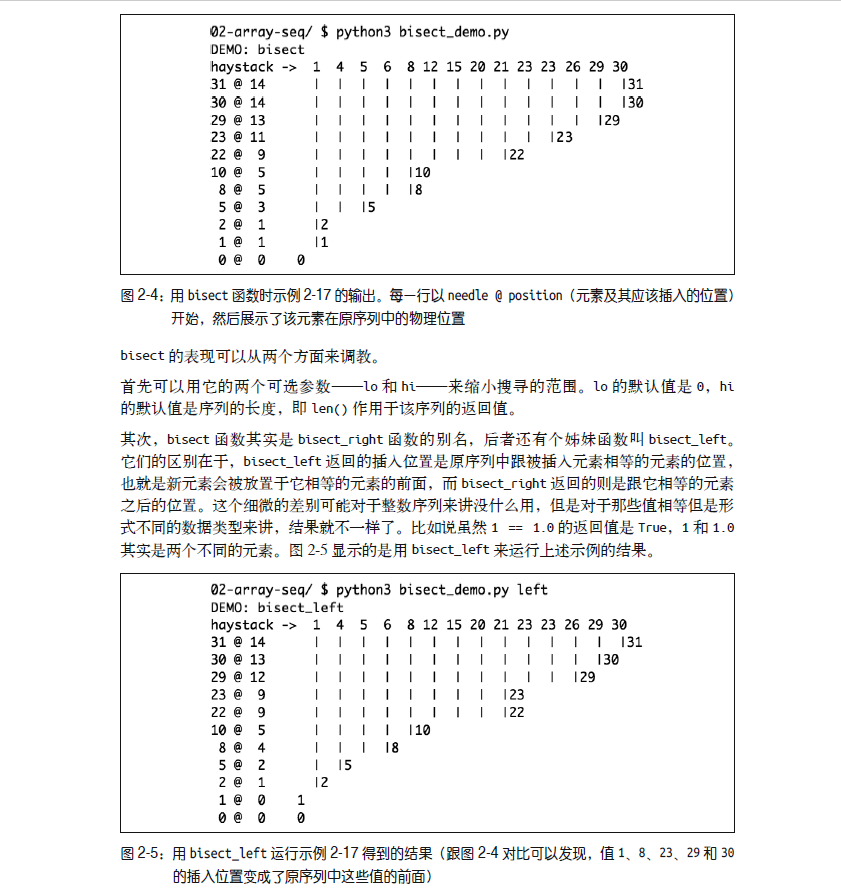 02-array-seq/ $ python3 bisect_demo.py
DEMO: bisect
haystack ->  1  4  5  6  8 12 15 20 21 23 23 26 29 30
31 @ 14      |  |  |  |  |  |  |  |  |  |  |  |  |  |31
30 @ 14      |  |  |  |  |  |  |  |  |  |  |  |  |  |30
29 @ 13      |  |  |  |  |  |  |  |  |  |  |  |  |29
23 @ 11      |  |  |  |  |  |  |  |  |  |  |23
22 @  9      |  |  |  |  |  |  |  |  |22
10 @  5      |  |  |  |  |10
 8 @  5      |  |  |  |  |8
 5 @  3      |  |  |5
 2 @  1      |2
 1 @  1      |1
 0 @  0    0
图 2-4：用 bisect 函数时示例 2-17 的输出。每一行以 needle @ position（元素及其应该插入的位置）
开始，然后展示了该元素在原序列中的物理位置
bisect 的表现可以从两个方面来调教。
首先可以用它的两个可选参数——lo 和 hi——来缩小搜寻的范围。lo 的默认值是 0，hi
的默认值是序列的长度，即 len() 作用于该序列的返回值。
其次，bisect 函数其实是 bisect_right 函数的别名，后者还有个姊妹函数叫 bisect_left。
它们的区别在于，bisect_left 返回的插入位置是原序列中跟被插入元素相等的元素的位置，
也就是新元素会被放置于它相等的元素的前面，而 bisect_right 返回的则是跟它相等的元素
之后的位置。这个细微的差别可能对于整数序列来讲没什么用，但是对于那些值相等但是形
式不同的数据类型来讲，结果就不一样了。比如说虽然 1 == 1.0 的返回值是 True，1 和 1.0
其实是两个不同的元素。图 2-5 显示的是用 bisect_left 来运行上述示例的结果。
02-array-seq/ $ python3 bisect_demo.py left
DEMO: bisect_left
haystack ->  1  4  5  6  8 12 15 20 21 23 23 26 29 30
31 @ 14      |  |  |  |  |  |  |  |  |  |  |  |  |  |31
30 @ 13      |  |  |  |  |  |  |  |  |  |  |  |  |30
29 @ 12      |  |  |  |  |  |  |  |  |  |  |  |29
23 @  9      |  |  |  |  |  |  |  |  |23
22 @  9      |  |  |  |  |  |  |  |  |22
10 @  5      |  |  |  |  |10
 8 @  4      |  |  |  |8
 5 @  2      |  |5
 2 @  1      |2
 1 @  0    1
 0 @  0    0
图 2-5：用 bisect_left 运行示例 2-17 得到的结果（跟图 2-4 对比可以发现，值 1、8、23、29 和 30
的插入位置变成了原序列中这些值的前面）